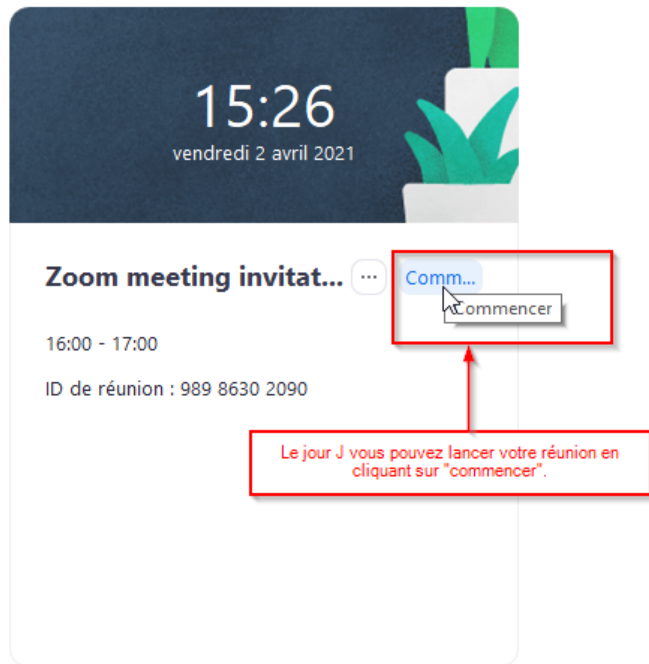 15:26
vendredi 2 avril 2021
Zoom meeting invitat... ... Comm...
Commencer
16:00 - 17:00
ID de réunion : 989 8630 2090
Le jour J vous pouvez lancer votre réunion en
cliquant sur "commencer".